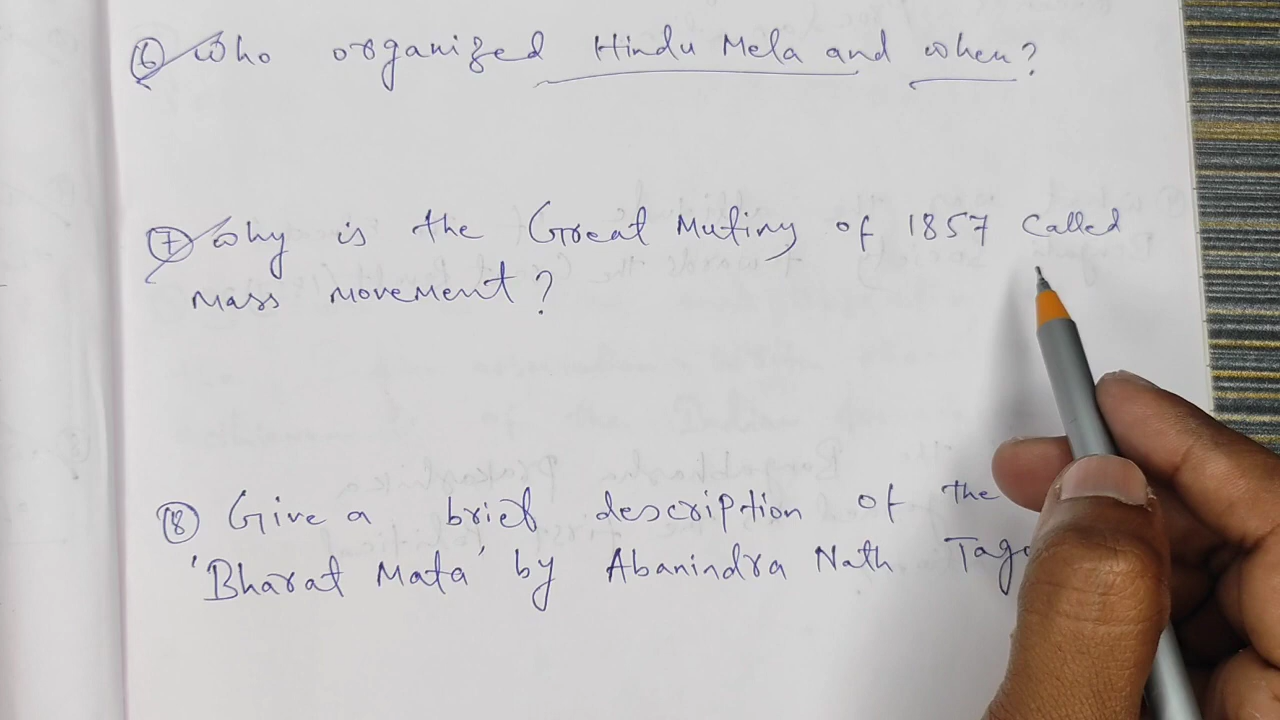 ⑥ Who organized Hindu Mela and when?
⑦ Why is the Great Mutiny of 1857 called
mass movement?
⑧ Give a brief description of the
'Bharat Mata' by Abanindra Nath